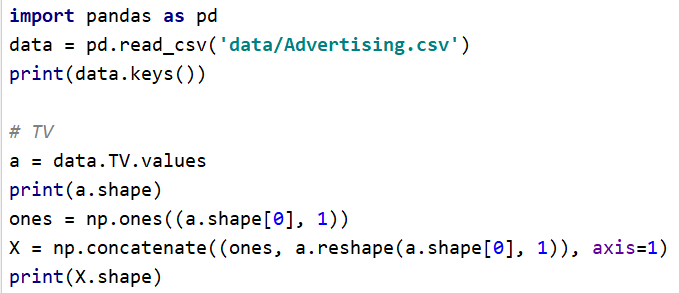 import pandas as pd
data = pd.read_csv('data/Advertising.csv')
print(data.keys())

# TV
a = data.TV.values
print(a.shape)
ones = np.ones((a.shape[0], 1))
X = np.concatenate((ones, a.reshape(a.shape[0], 1)), axis=1)
print(X.shape)